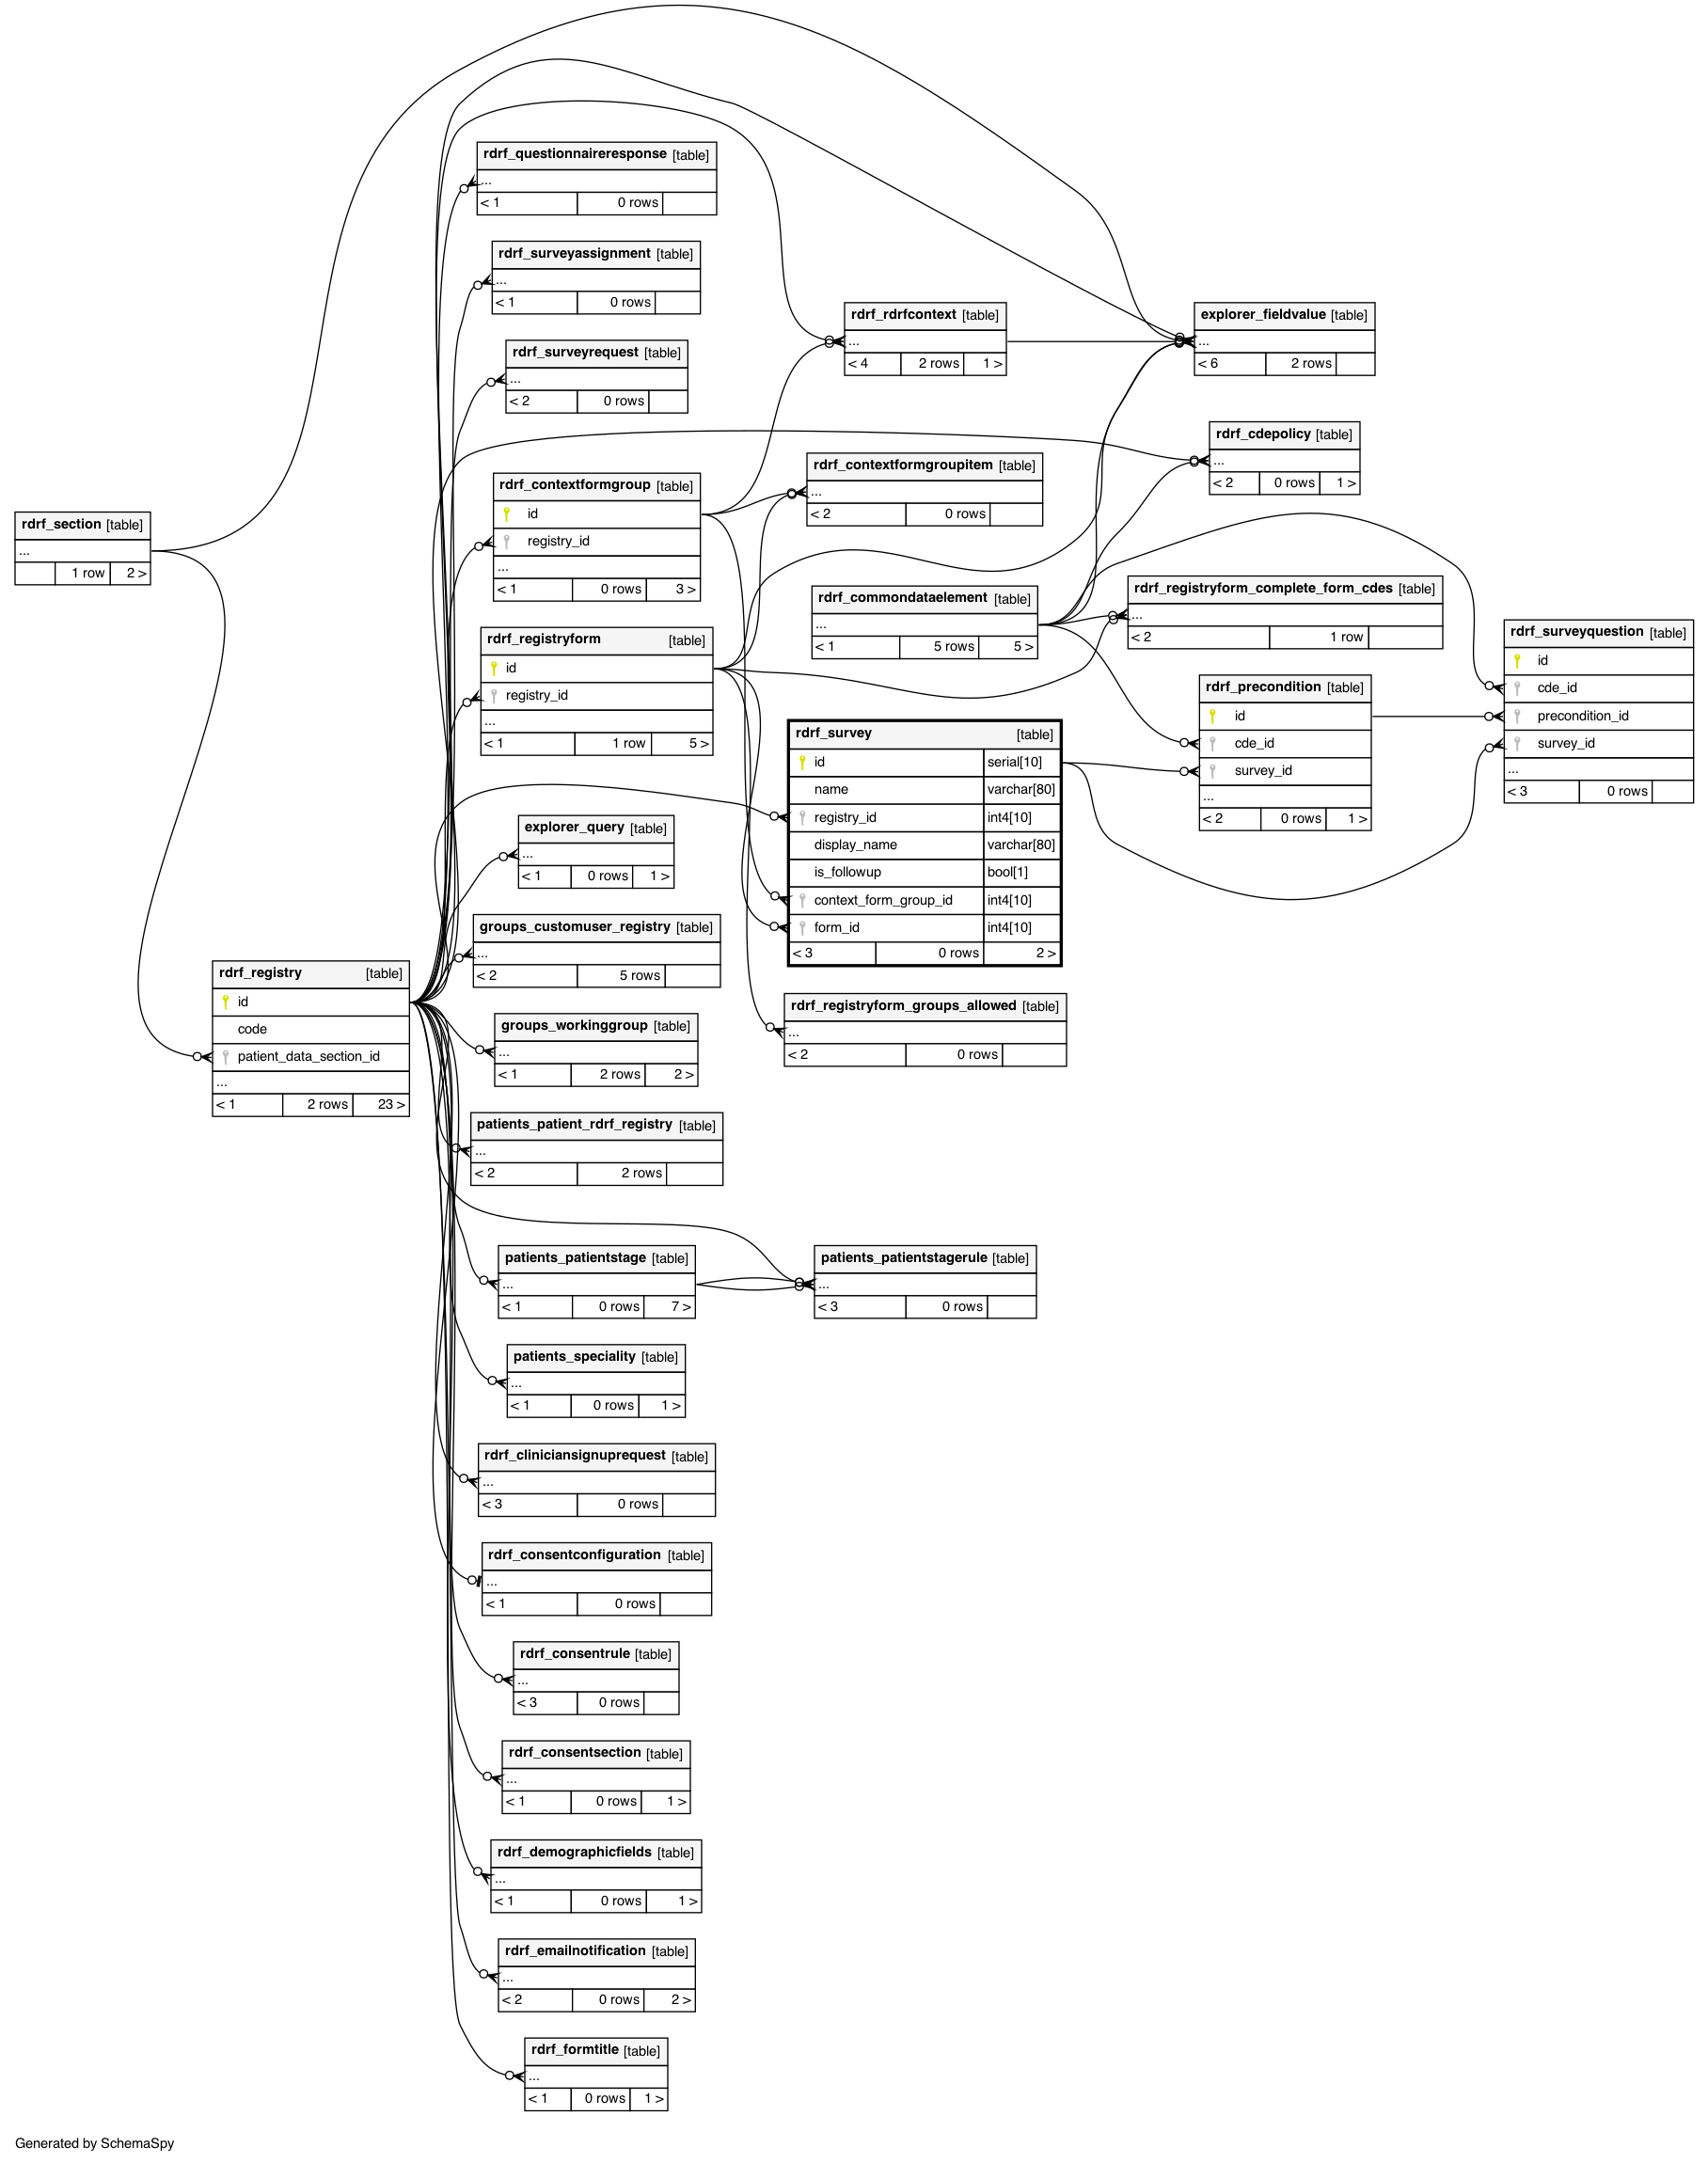 rdrf_questionnaireresponse [table]
...
< 1 0 rows
rdrf_surveyassignment [table]
...
< 1 0 rows
rdrf_surveyrequest [table]
...
< 2 0 rows
rdrf_rdrfcontext [table]
...
< 4 2 rows 1 >
explorer_fieldvalue [table]
...
< 6 2 rows
rdrf_cdepolicy [table]
...
< 2 0 rows 1 >
rdrf_contextformgroupitem [table]
...
< 2 0 rows
rdrf_contextformgroup [table]
id
registry_id
...
< 1 0 rows 3 >
rdrf_section [table]
...
1 row 2 >
rdrf_commondataelement [table]
...
< 1 5 rows 5 >
rdrf_registryform_complete_form_cdes [table]
...
< 2 1 row
rdrf_registryform [table]
id
registry_id
...
< 1 1 row 5 >
rdrf_surveyquestion [table]
id
cde_id
precondition_id
survey_id
...
< 3 0 rows
rdrf_precondition [table]
id
cde_id
survey_id
...
< 2 0 rows 1 >
rdrf_survey [table]
id serial[10]
name varchar[80]
registry_id int4[10]
display_name varchar[80]
is_followup bool[1]
context_form_group_id int4[10]
form_id int4[10]
< 3 0 rows 2 >
explorer_query [table]
...
< 1 0 rows 1 >
groups_customuser_registry [table]
...
< 2 5 rows
rdrf_registry [table]
id
code
patient_data_section_id
...
< 1 2 rows 23 >
rdrf_registryform_groups_allowed [table]
...
< 2 0 rows
groups_workinggroup [table]
...
< 1 2 rows 2 >
patients_patient_rdrf_registry [table]
...
< 2 2 rows
patients_patientstage [table]
...
< 1 0 rows 7 >
patients_patientstagerule [table]
...
< 3 0 rows
patients_speciality [table]
...
< 1 0 rows 1 >
rdrf_cliniciansignuprequest [table]
...
< 3 0 rows
rdrf_consentconfiguration [table]
...
< 1 0 rows
rdrf_consentrule [table]
...
< 3 0 rows
rdrf_consentsection [table]
...
< 1 0 rows 1 >
rdrf_demographicfields [table]
...
< 1 0 rows 1 >
rdrf_emailnotification [table]
...
< 2 0 rows 2 >
rdrf_formtitle [table]
...
< 1 0 rows 1 >
Generated by SchemaSpy